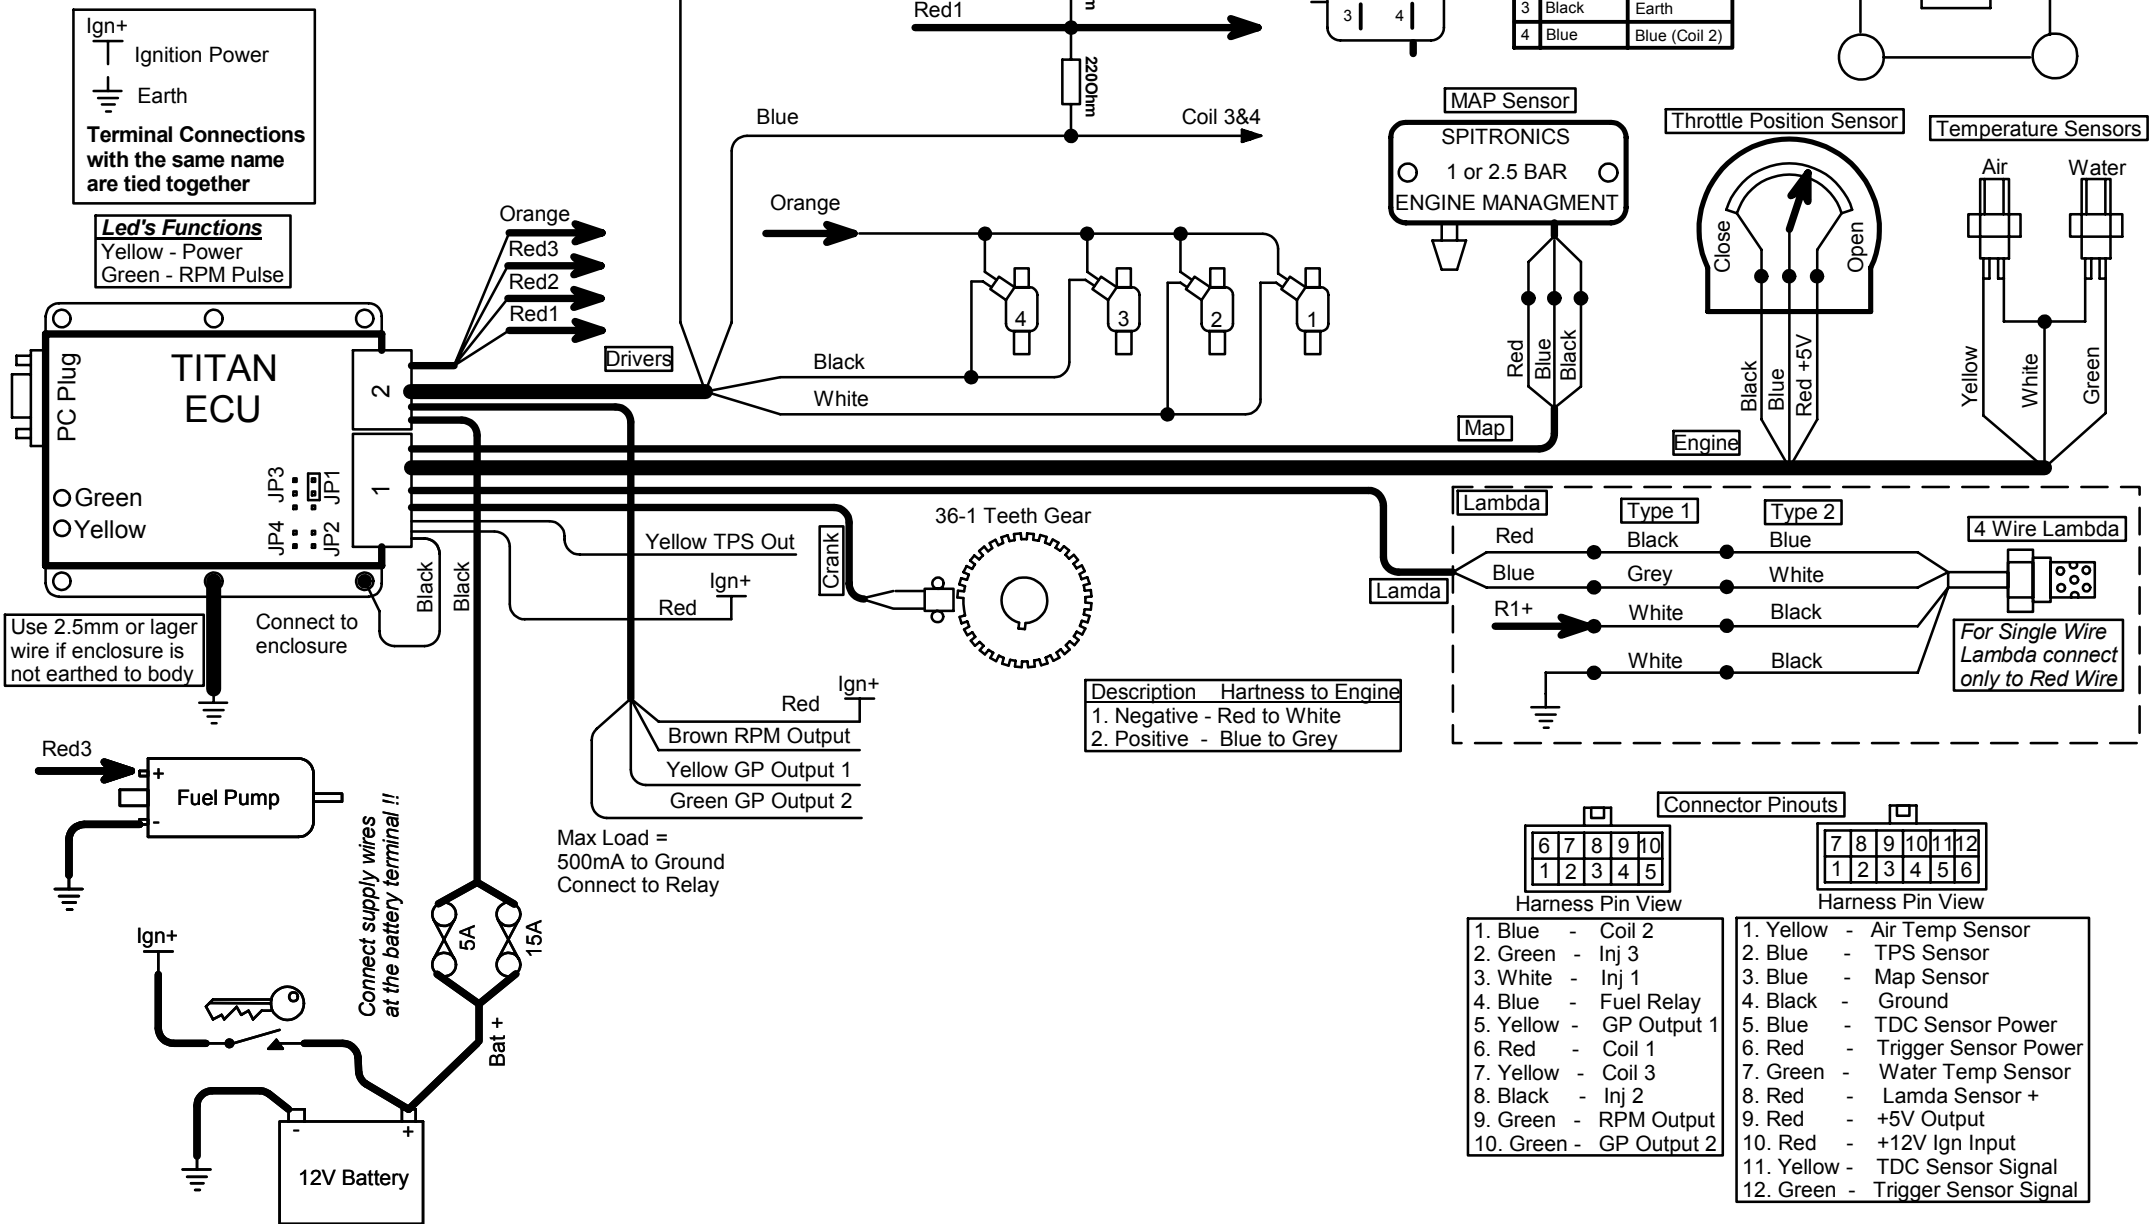 Ign+
Ignition Power
Earth
Terminal Connections
with the same name
are tied together
Led's Functions
Yellow - Power
Green - RPM Pulse
Red1
220Ohm
Blue
Coil 3&4
3
4
3 Black Earth
4 Blue Blue (Coil 2)
MAP Sensor
SPITRONICS
1 or 2.5 BAR
ENGINE MANAGMENT
Throttle Position Sensor
Close
Open
Temperature Sensors
Air
Water
Orange
Red3
Red2
Red1
Drivers
Orange
4
3
2
1
Black
White
Red
Blue
Black
Map
Black
Blue
Red +5V
Engine
Yellow
White
Green
PC Plug
TITAN
ECU
2
1
JP3
JP1
JP4
JP2
Green
Yellow
Use 2.5mm or lager
wire if enclosure is
not earthed to body
Connect to
enclosure
Black
Black
Yellow TPS Out
Ign+
Red
Crank
36-1 Teeth Gear
Lambda
Type 1
Type 2
4 Wire Lambda
Red
Black
Blue
Blue
Grey
White
Lamda
R1+
White
Black
White
Black
For Single Wire
Lambda connect
only to Red Wire
Description Hartness to Engine
1. Negative - Red to White
2. Positive - Blue to Grey
Ign+
Red
Brown RPM Output
Yellow GP Output 1
Green GP Output 2
Max Load =
500mA to Ground
Connect to Relay
Red3
+
-
Fuel Pump
Connect supply wires
at the battery terminal !!
5A
15A
Bat +
Ign+
-
+
12V Battery
Connector Pinouts
6 7 8 9 10
1 2 3 4 5
Harness Pin View
1. Blue - Coil 2
2. Green - Inj 3
3. White - Inj 1
4. Blue - Fuel Relay
5. Yellow - GP Output 1
6. Red - Coil 1
7. Yellow - Coil 3
8. Black - Inj 2
9. Green - RPM Output
10. Green - GP Output 2
7 8 9 10 11 12
1 2 3 4 5 6
Harness Pin View
1. Yellow - Air Temp Sensor
2. Blue - TPS Sensor
3. Blue - Map Sensor
4. Black - Ground
5. Blue - TDC Sensor Power
6. Red - Trigger Sensor Power
7. Green - Water Temp Sensor
8. Red - Lamda Sensor +
9. Red - +5V Output
10. Red - +12V Ign Input
11. Yellow - TDC Sensor Signal
12. Green - Trigger Sensor Signal